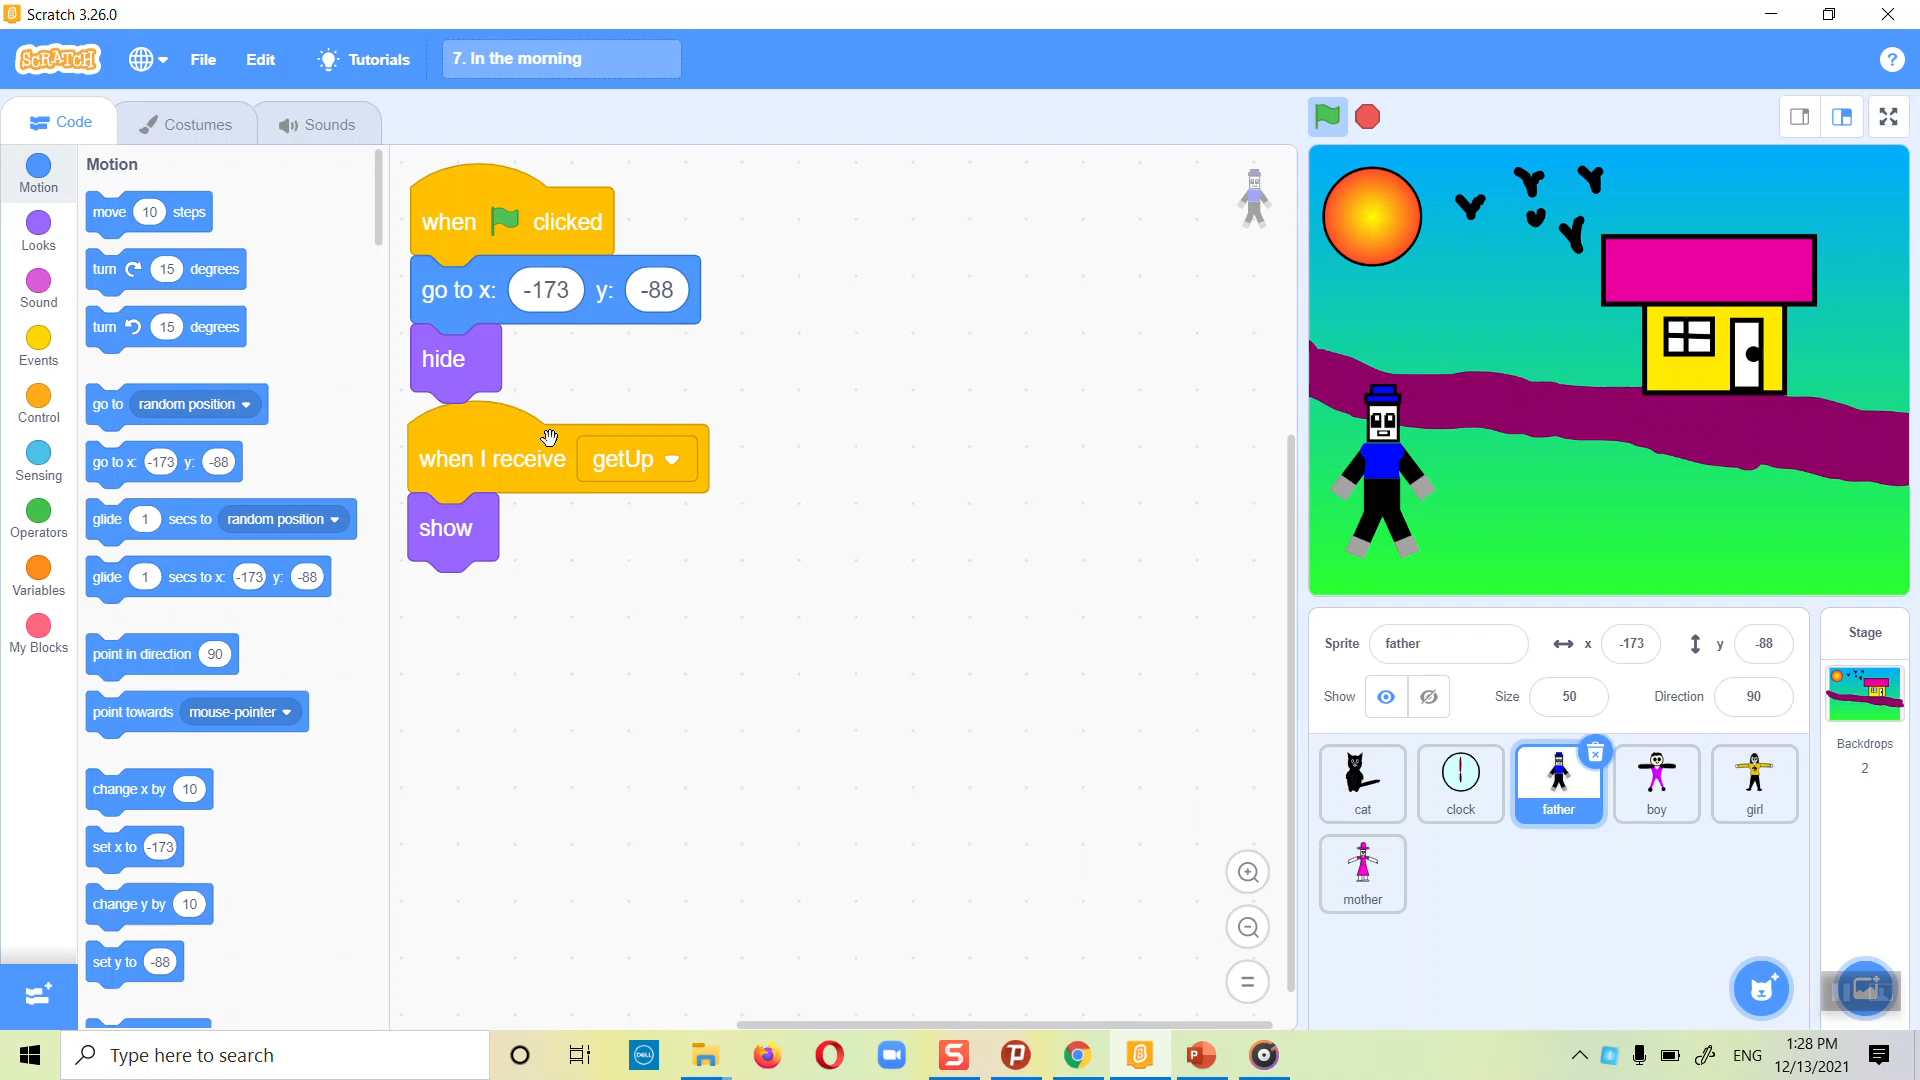 Scratch 3.26.0
SCRATCH File Edit Tutorials 7. In the morning ?
Code Costumes Sounds
Motion
Looks
Sound
Events
Control
Sensing
Operators
Variables
My Blocks
Motion
move 10 steps
turn 15 degrees
turn 15 degrees
go to random position
go to x: -173 y: -88
glide 1 secs to random position
glide 1 secs to x: -173 y: -88
point in direction 90
point towards mouse-pointer
change x by 10
set x to -173
change y by 10
set y to -88
when clicked
go to x: -173 y: -88
hide
when I receive getUp
show
Sprite father x -173 y -88
Show Size 50 Direction 90
cat clock father boy girl
mother
Stage
Backdrops
2
Type here to search
DELL
ENG
1:28 PM
12/13/2021